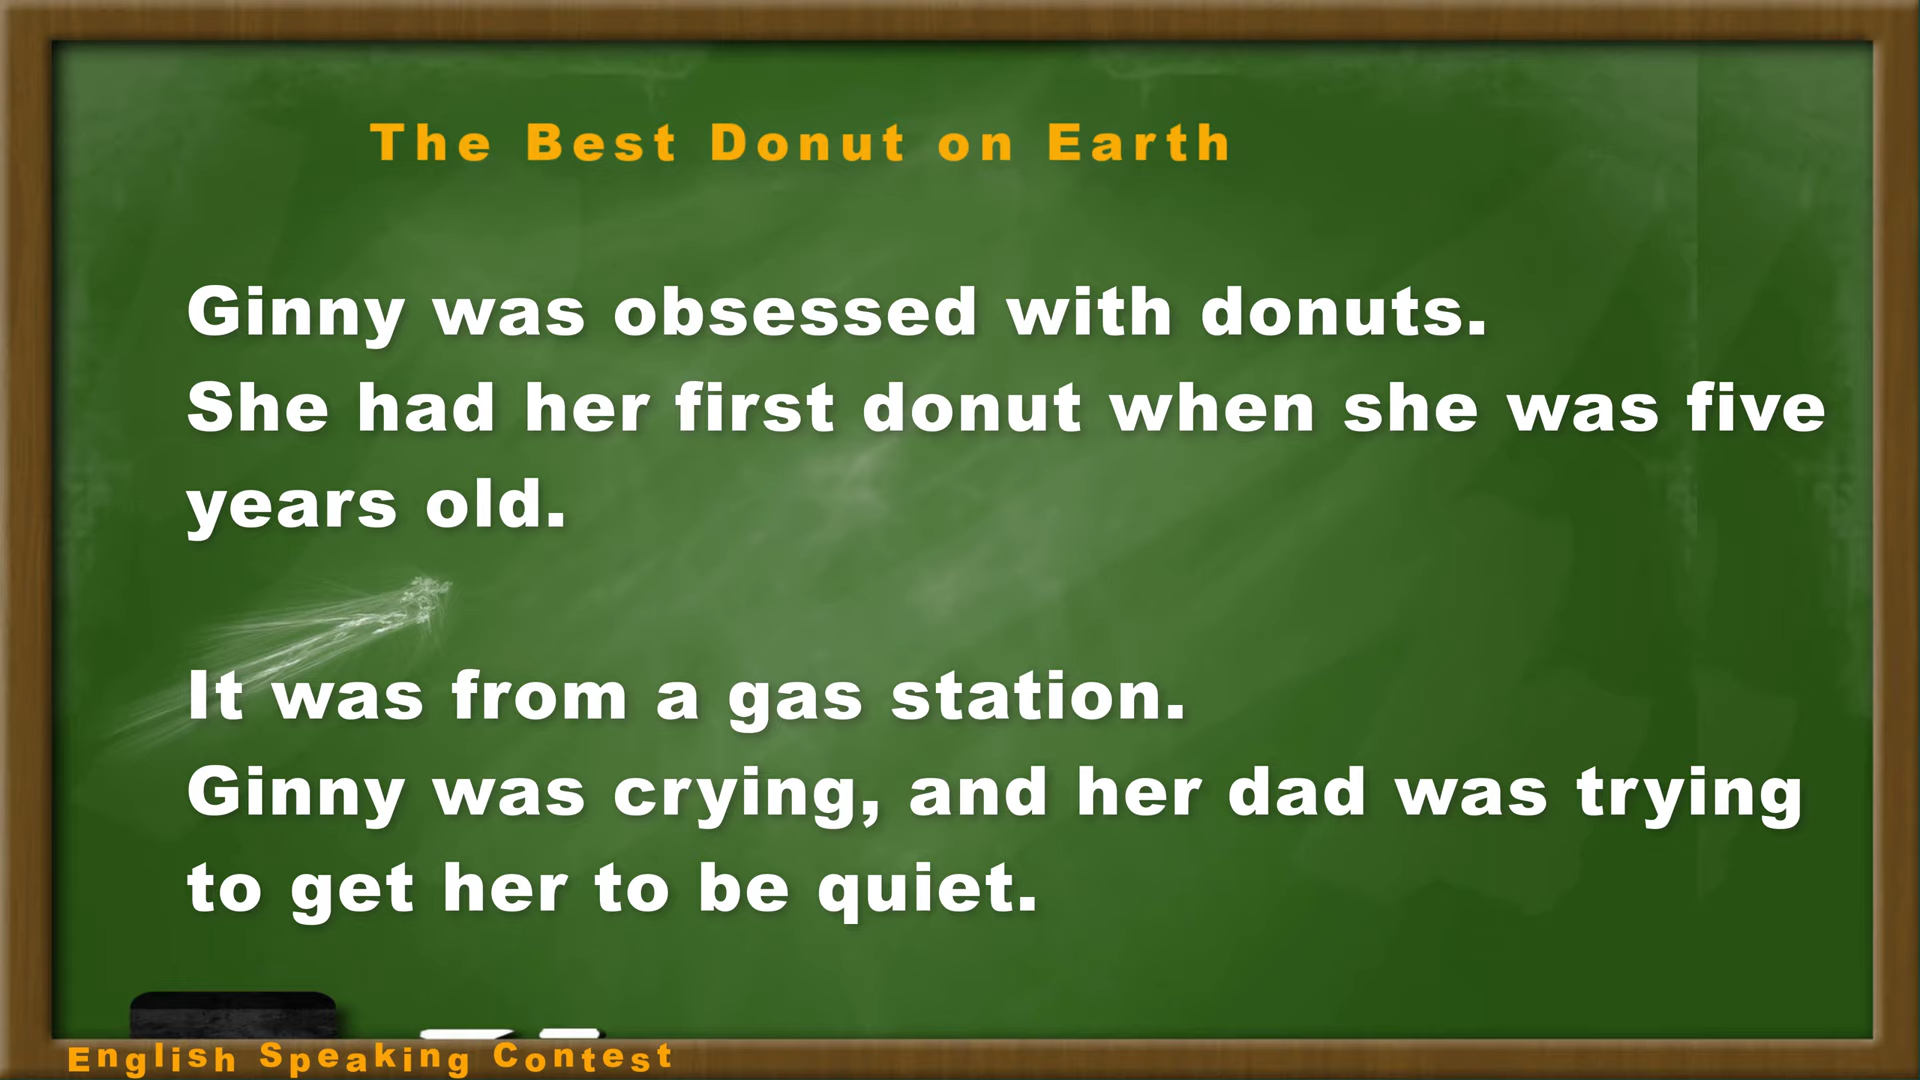 The Best Donut on Earth
Ginny was obsessed with donuts.
She had her first donut when she was five
years old.
It was from a gas station.
Ginny was crying, and her dad was trying
to get her to be quiet.
English Speaking Contest